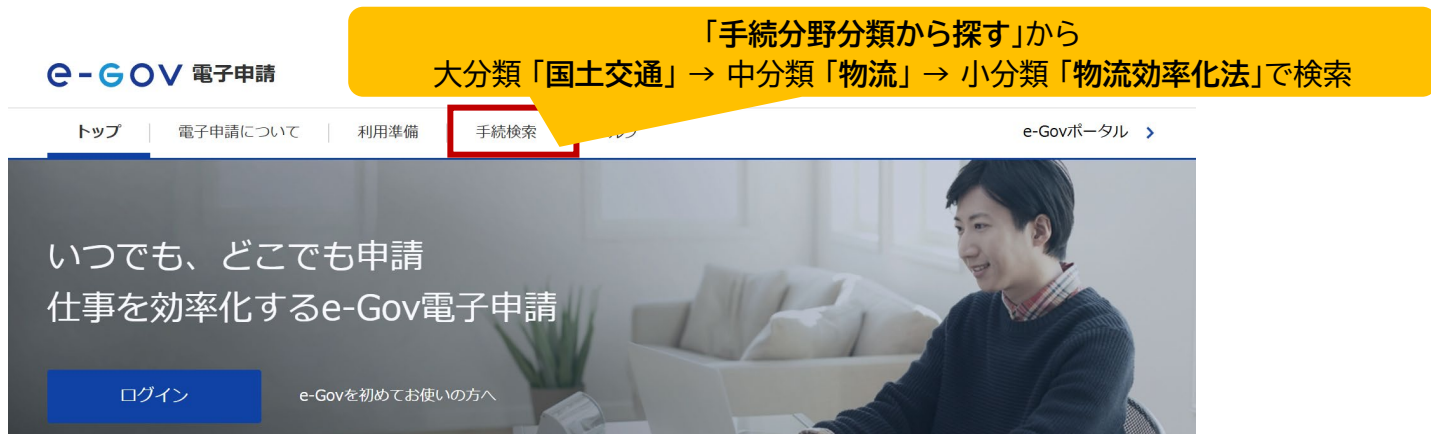 「手続分野分類から探す」から
大分類「国土交通」→ 中分類「物流」→ 小分類「物流効率化法」で検索
e-GOV 電子申請
トップ 電子申請について 利用準備 手続検索 e-Govポータル
いつでも、どこでも申請
仕事を効率化するe-Gov電子申請
ログイン e-Govを初めてお使いの方へ